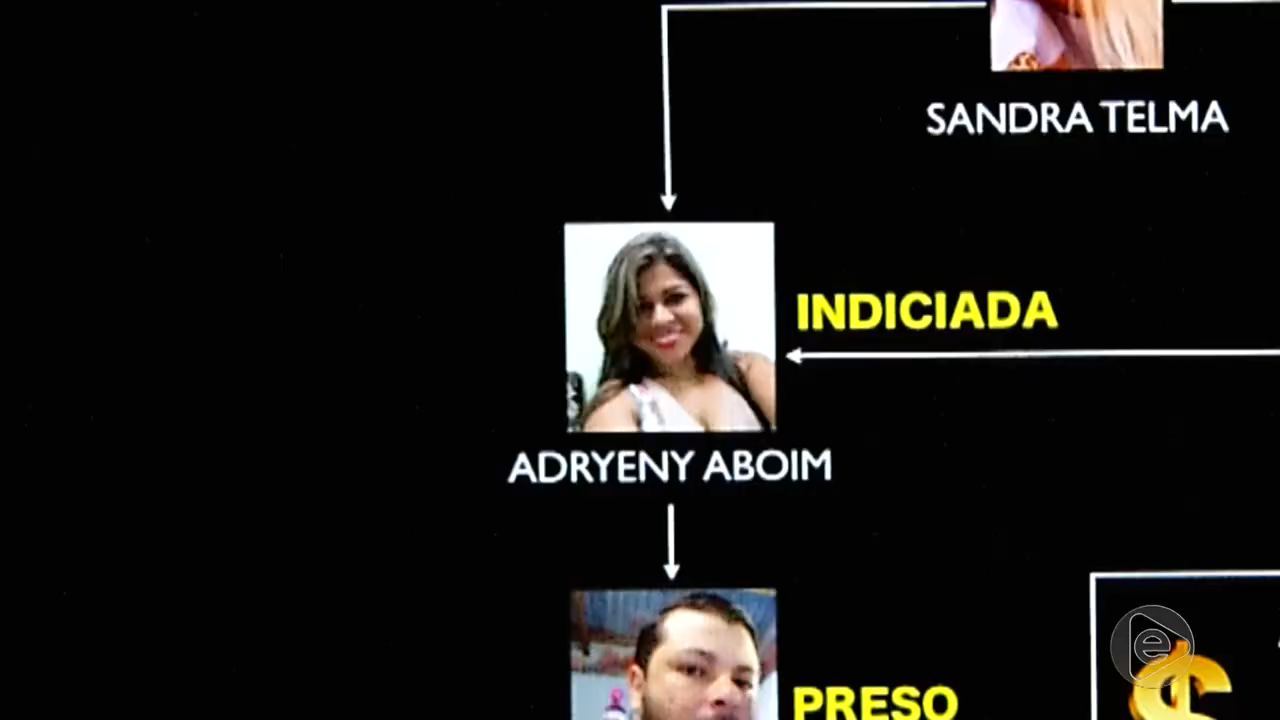 SANDRA TELMA
INDICIADA
ADRYENY ABOIM
PRESO
e
$